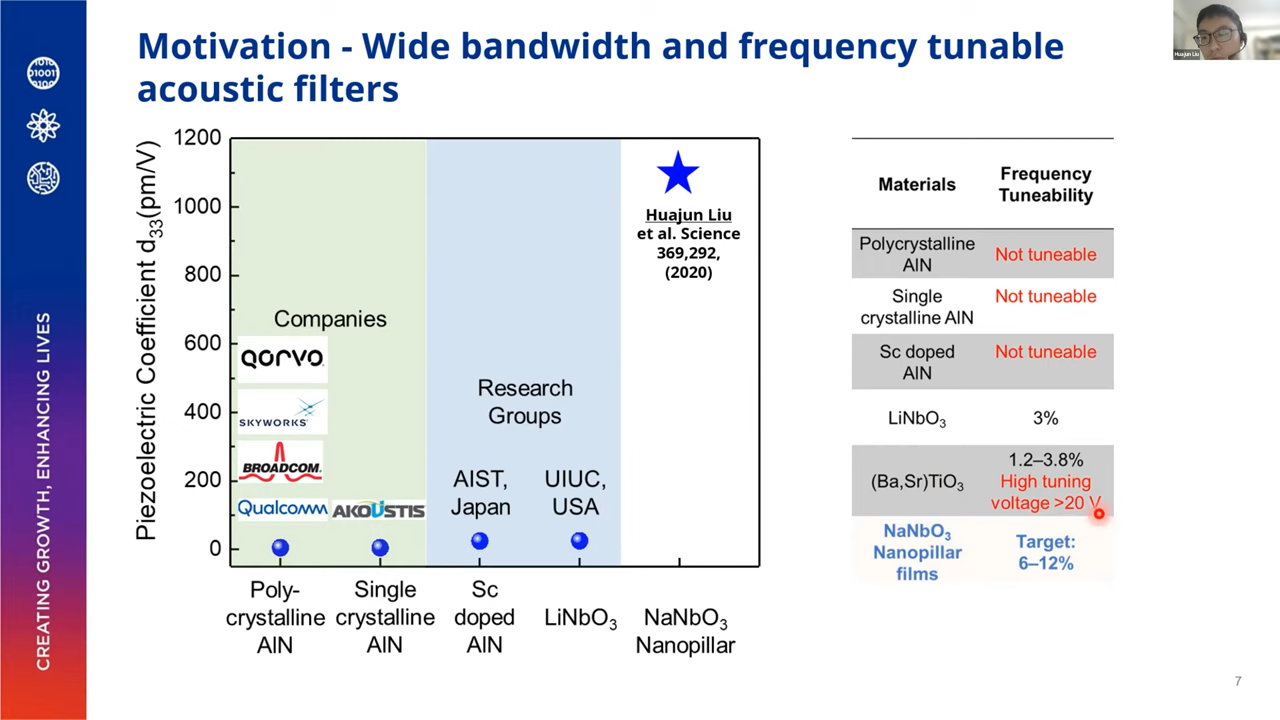 Motivation - Wide bandwidth and frequency tunable
acoustic filters
Huajun Liu
01001
CREATING GROWTH, ENHANCING LIVES
Piezoelectric Coefficient d₃₃(pm/V)
1200
1000
800
600
400
200
0
Companies
QORVO
SKYWORKS
BROADCOM
Qualcomm
AKOUSTIS
Research
Groups
AIST,
Japan
UIUC,
USA
Huajun Liu
et al. Science
369,292,
(2020)
Poly-
crystalline
AlN
Single
crystalline
AlN
Sc
doped
AlN
LiNbO₃
NaNbO₃
Nanopillar
Materials
Frequency
Tuneability
Polycrystalline
AlN
Not tuneable
Single
crystalline AlN
Not tuneable
Sc doped
AlN
Not tuneable
LiNbO₃
3%
(Ba,Sr)TiO₃
1.2–3.8%
High tuning
voltage >20 V
NaNbO₃
Nanopillar
films
Target:
6–12%
7